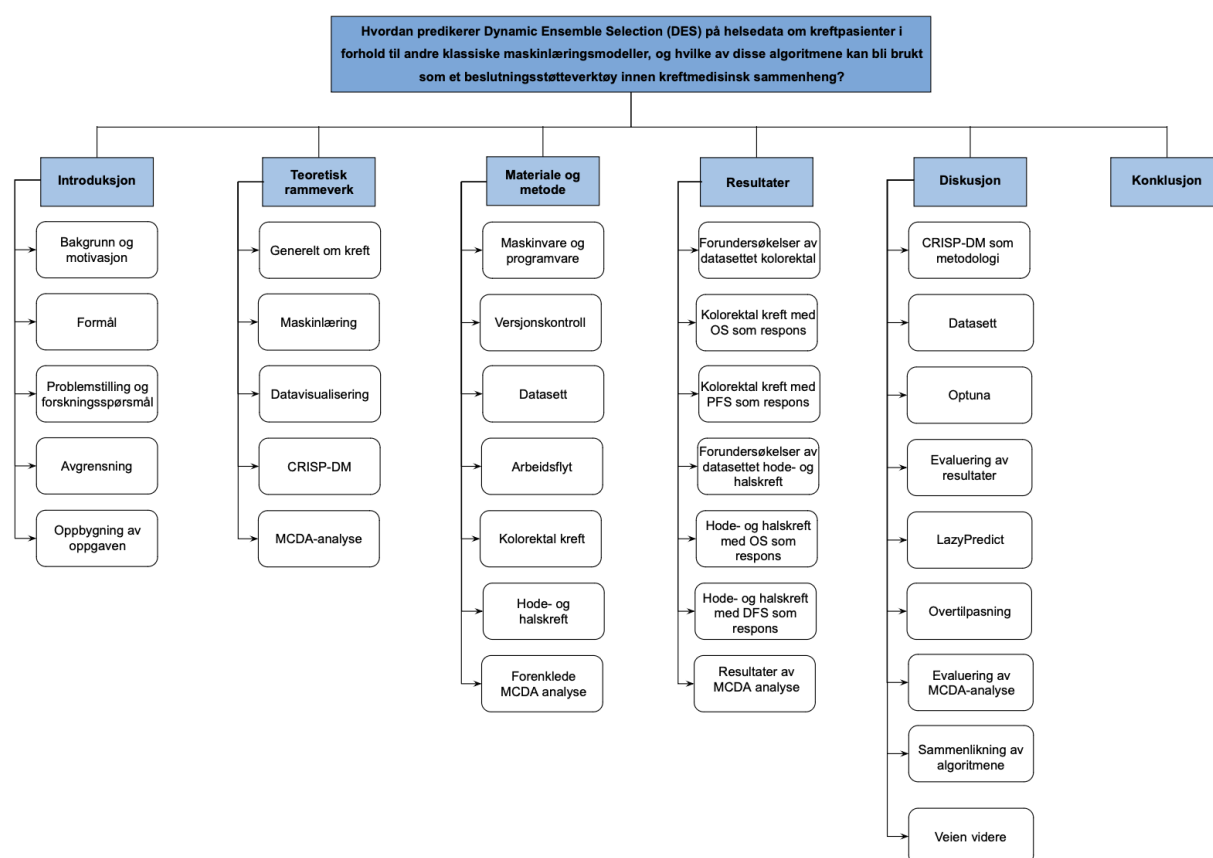 Hvordan predikerer Dynamic Ensemble Selection (DES) på helsedata om kreftpasienter i
forhold til andre klassiske maskinlæringsmodeller, og hvilke av disse algoritmene kan bli brukt
som et beslutningsstøtteverktøy innen kreftmedisinsk sammenheng?
Introduksjon
Bakgrunn og
motivasjon
Formål
Problemstilling og
forskningsspørsmål
Avgrensning
Oppbygning av
oppgaven
Teoretisk
rammeverk
Generelt om kreft
Maskinlæring
Datavisualisering
CRISP-DM
MCDA-analyse
Materiale og
metode
Maskinvare og
programvare
Versjonskontroll
Datasett
Arbeidsflyt
Kolorektal kreft
Hode- og
halskreft
Forenklede
MCDA analyse
Resultater
Forundersøkelser av
datasettet kolorektal
Kolorektal kreft med
OS som respons
Kolorektal kreft med
PFS som respons
Forundersøkelser av
datasettet hode- og
halskreft
Hode- og halskreft
med OS som
respons
Hode- og halskreft
med DFS som
respons
Resultater av
MCDA analyse
Diskusjon
CRISP-DM som
metodologi
Datasett
Optuna
Evaluering av
resultater
LazyPredict
Overtilpasning
Evaluering av
MCDA-analyse
Sammenlikning av
algoritmene
Veien videre
Konklusjon